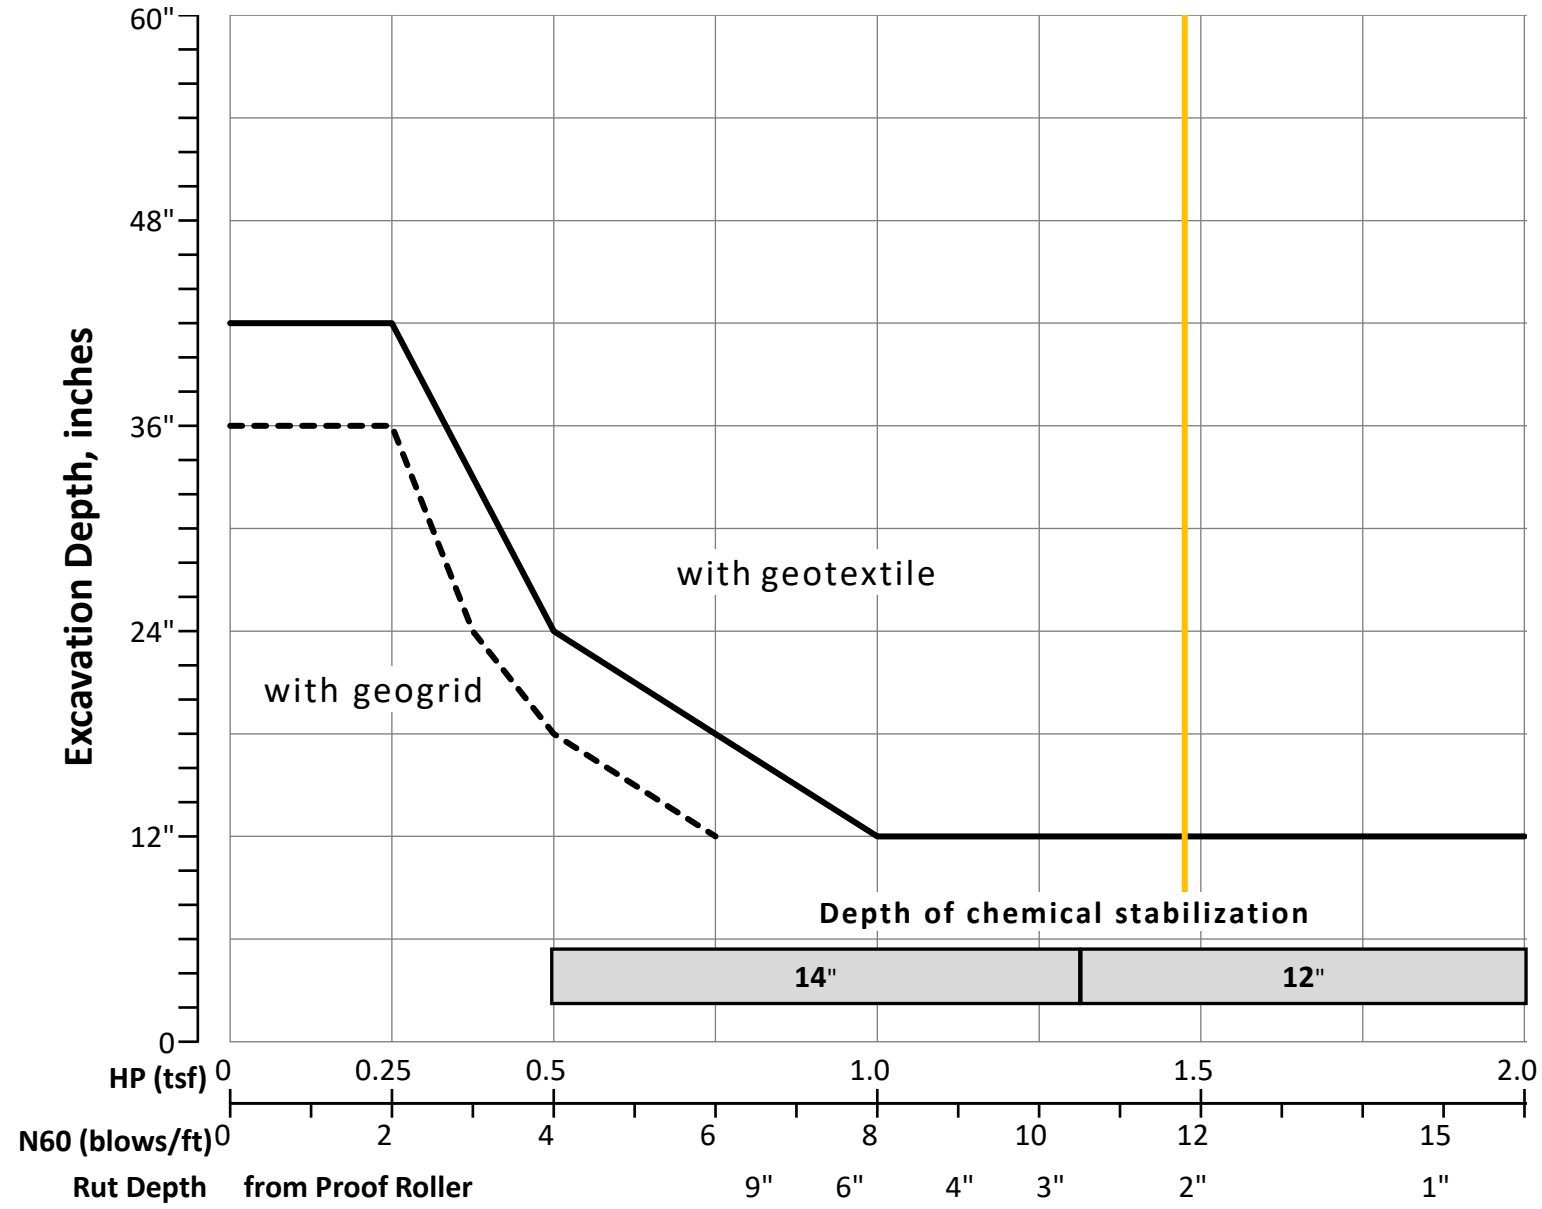 60"
48"
36"
24"
12"
0
Excavation Depth, inches
with geotextile
with geogrid
Depth of chemical stabilization
14" 12"
HP (tsf) 0 0.25 0.5 1.0 1.5 2.0
N60 (blows/ft) 0 2 4 6 8 10 12 15
Rut Depth from Proof Roller 9" 6" 4" 3" 2" 1"